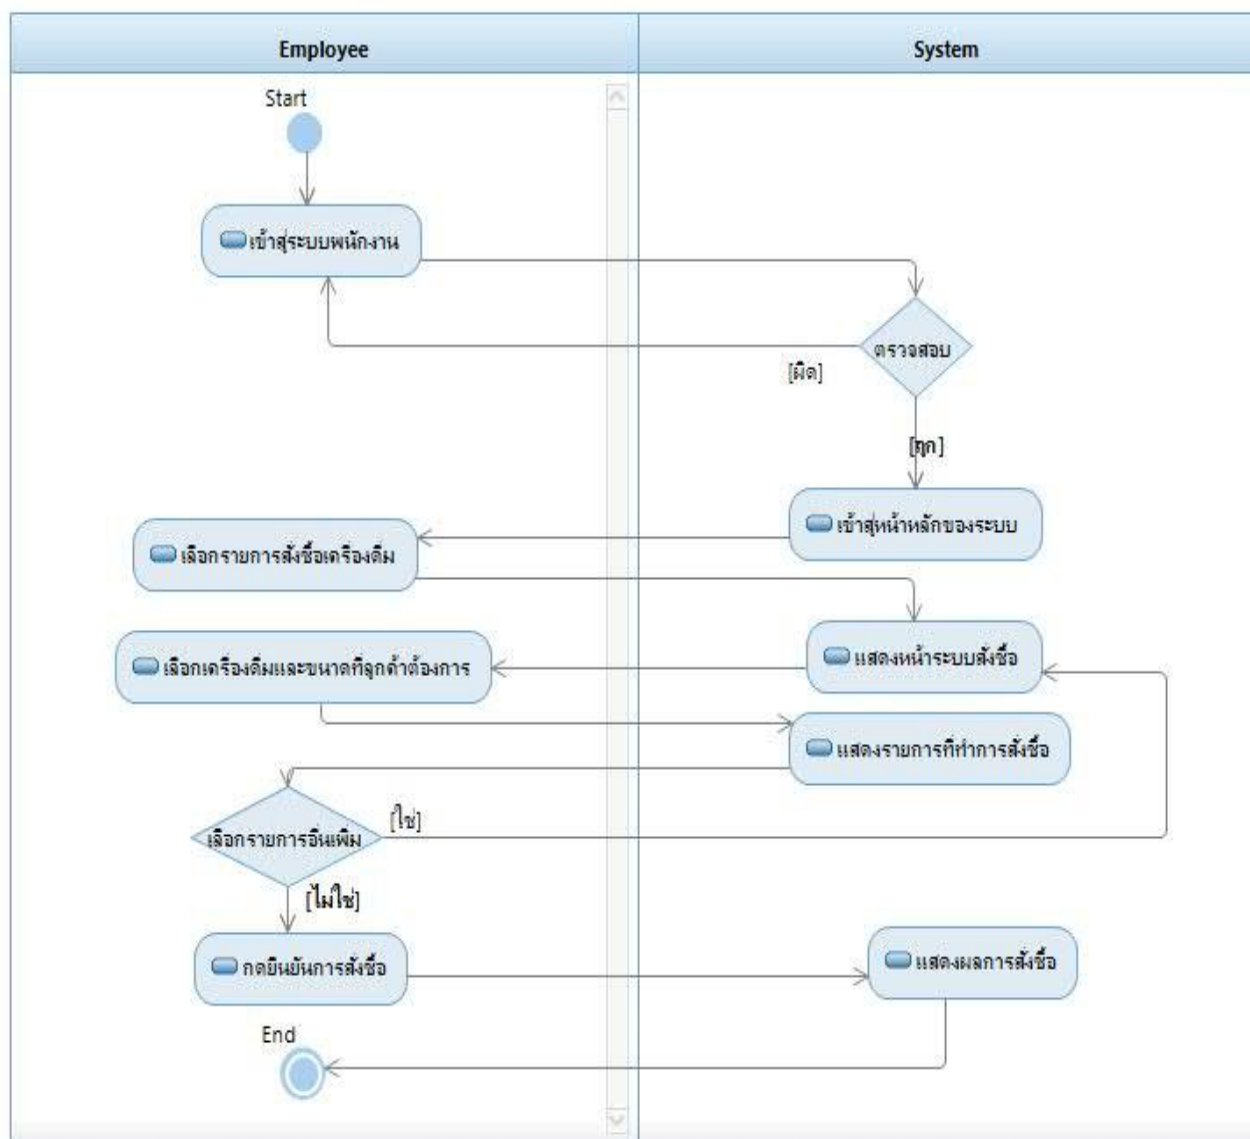 Employee
System
Start
เข้าสู่ระบบพนักงาน
ตรวจสอบ
[ผิด]
[ถูก]
เข้าสู่หน้าหลักของระบบ
เลือกรายการสั่งซื้อเครื่องดื่ม
แสดงหน้าระบบสั่งซื้อ
เลือกเครื่องดื่มและขนาดที่ลูกค้าต้องการ
แสดงรายการที่ทำการสั่งซื้อ
[ใช่]
เลือกรายการอื่นเพิ่ม
[ไม่ใช่]
กดยืนยันการสั่งซื้อ
แสดงผลการสั่งซื้อ
End